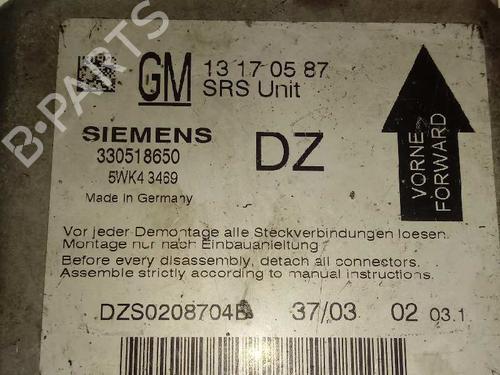 B-PARTS
GM 13 170 5 87
SRS Unit
SIEMENS
330518650
5WK4 3469
Made in Germany
DZ
VORNE
FORWARD
Vor jeder Demontage alle Steckverbindungen loesen.
Montage nur nach Einbauanleitung
Before every disassembly, detach all connectors.
Assemble strictly according to manual instructions.
DZS0208704B 37/03 02 03.1